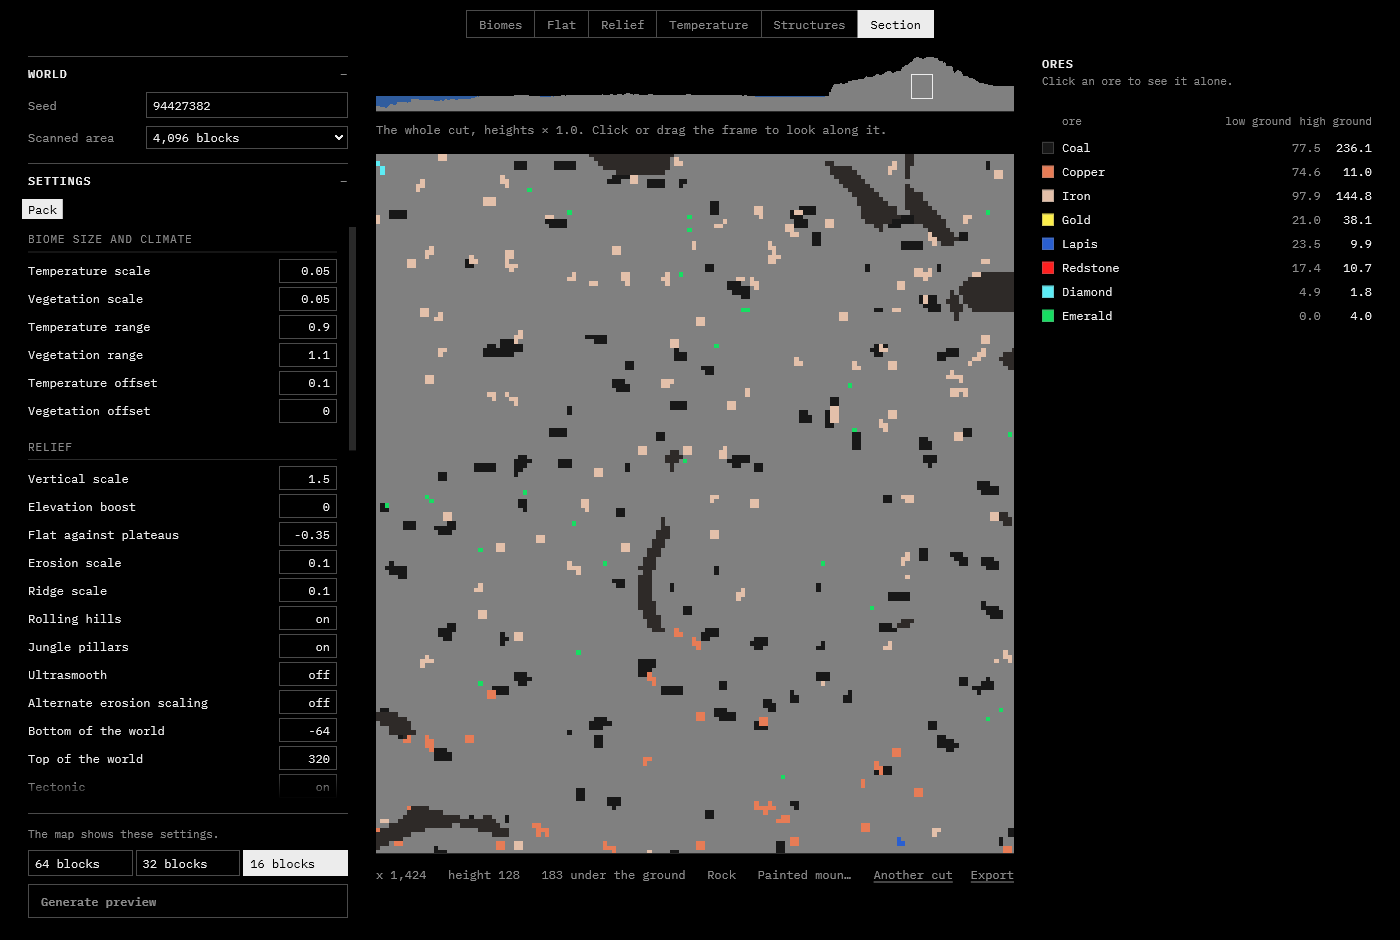 Biomes Flat Relief Temperature Structures Section
WORLD −
Seed 94427382
Scanned area 4,096 blocks
SETTINGS −
Pack
BIOME SIZE AND CLIMATE
Temperature scale 0.05
Vegetation scale 0.05
Temperature range 0.9
Vegetation range 1.1
Temperature offset 0.1
Vegetation offset 0
RELIEF
Vertical scale 1.5
Elevation boost 0
Flat against plateaus -0.35
Erosion scale 0.1
Ridge scale 0.1
Rolling hills on
Jungle pillars on
Ultrasmooth off
Alternate erosion scaling off
Bottom of the world -64
Top of the world 320
Tectonic on
The map shows these settings.
64 blocks 32 blocks 16 blocks
Generate preview
The whole cut, heights × 1.0. Click or drag the frame to look along it.
x 1,424 height 128 183 under the ground Rock Painted moun… Another cut Export
ORES
Click an ore to see it alone.
ore low ground high ground
Coal 77.5 236.1
Copper 74.6 11.0
Iron 97.9 144.8
Gold 21.0 38.1
Lapis 23.5 9.9
Redstone 17.4 10.7
Diamond 4.9 1.8
Emerald 0.0 4.0